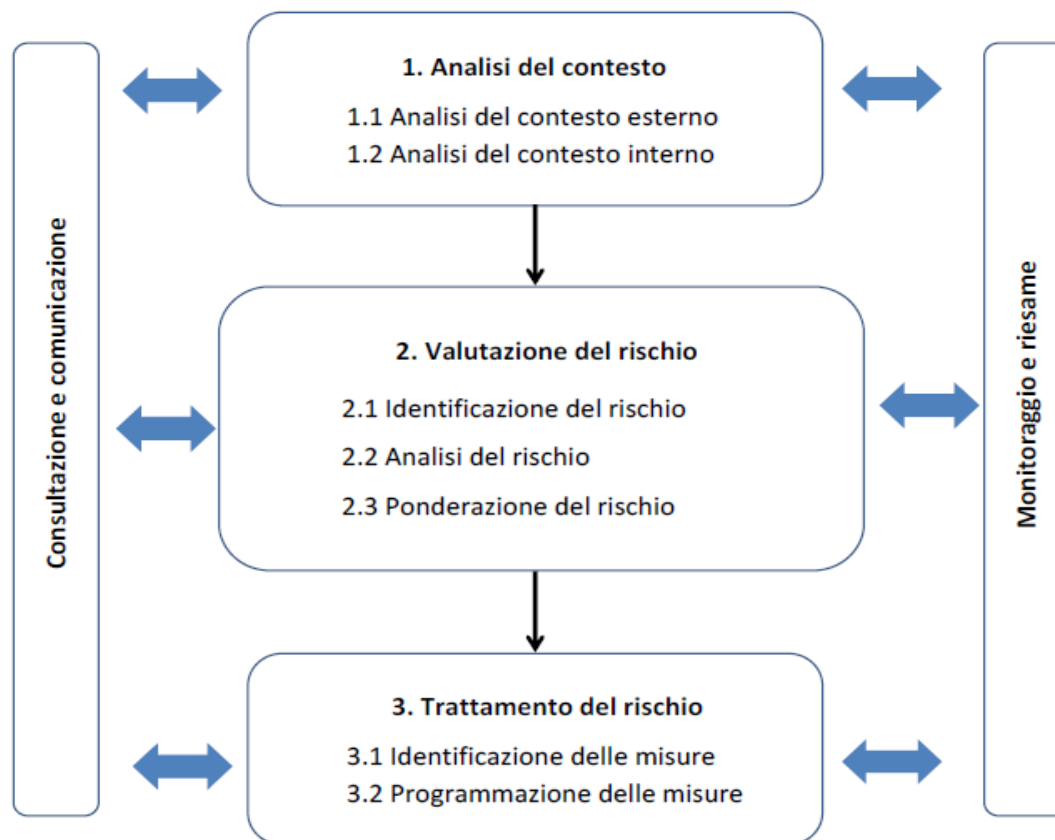 Consultazione e comunicazione
1. Analisi del contesto
1.1 Analisi del contesto esterno
1.2 Analisi del contesto interno
2. Valutazione del rischio
2.1 Identificazione del rischio
2.2 Analisi del rischio
2.3 Ponderazione del rischio
3. Trattamento del rischio
3.1 Identificazione delle misure
3.2 Programmazione delle misure
Monitoraggio e riesame